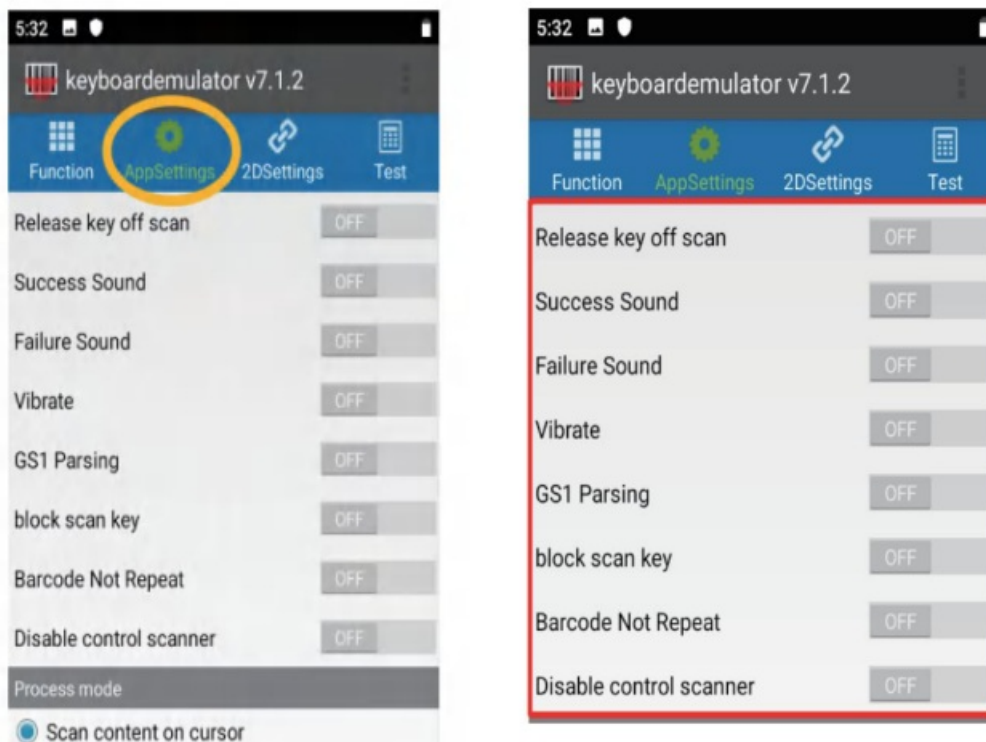 5:32
keyboardemulator v7.1.2
Function AppSettings 2DSettings Test
Release key off scan OFF
Success Sound OFF
Failure Sound OFF
Vibrate OFF
GS1 Parsing OFF
block scan key OFF
Barcode Not Repeat OFF
Disable control scanner OFF
Process mode
Scan content on cursor
5:32
keyboardemulator v7.1.2
Function AppSettings 2DSettings Test
Release key off scan OFF
Success Sound OFF
Failure Sound OFF
Vibrate OFF
GS1 Parsing OFF
block scan key OFF
Barcode Not Repeat OFF
Disable control scanner OFF